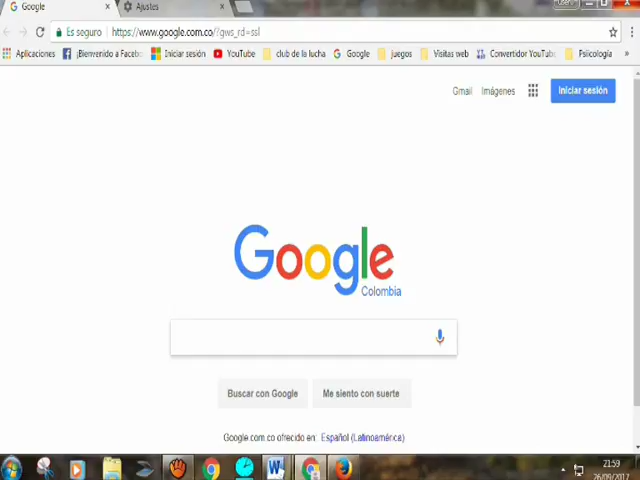 Google
Ajustes
Es seguro
https://www.google.com.co/?gws_rd=ssl
Aplicaciones
¡Bienvenido a Facebo
Iniciar sesión
YouTube
club de la lucha
Google
juegos
Visitas web
Convertidor YouTub
Psicología
»
Gmail
Imágenes
Iniciar sesión
Google
Colombia
Buscar con Google
Me siento con suerte
Google.com.co ofrecido en: Español (Latinoamérica)
21:59
26/09/2017